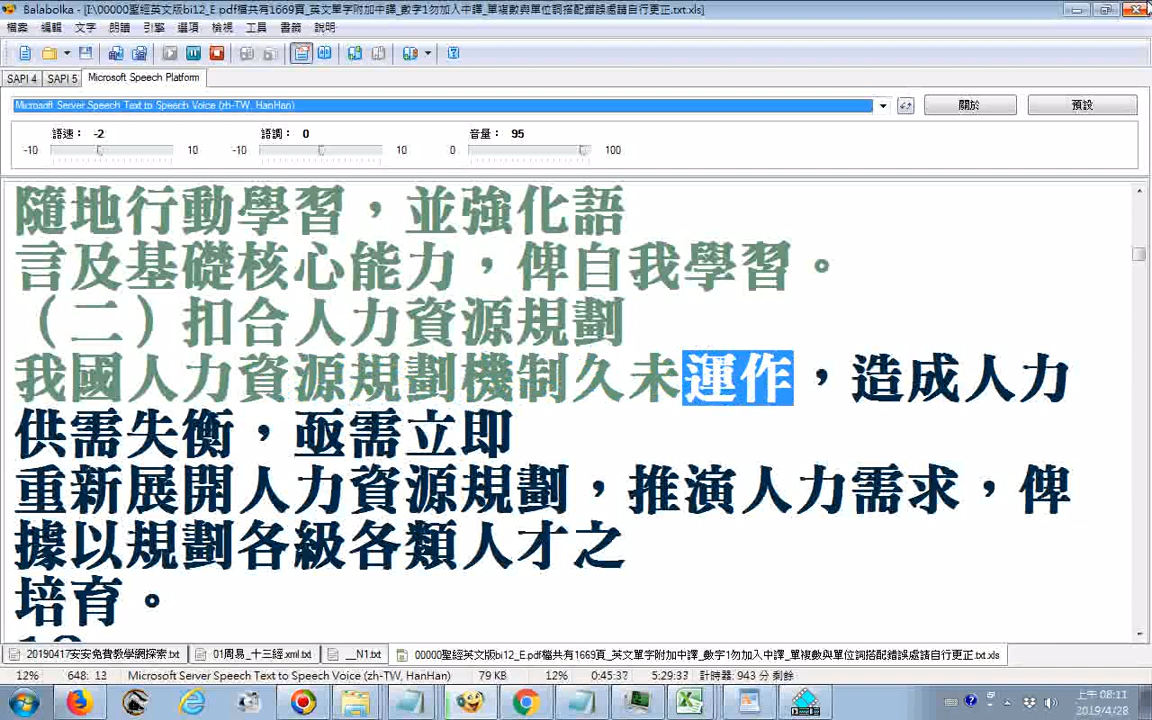 Balabolka - [I:\00000聖經英文版bi12_E.pdf檔共有1669頁_英文單字附加中譯_數字1勿加入中譯_單複數與單位詞搭配錯誤處請自行更正.txt.xls]
檔案 編輯 文字 朗讀 引擎 選項 檢視 工具 書籤 說明
SAPI 4 SAPI 5 Microsoft Speech Platform
Microsoft Server Speech Text to Speech Voice (zh-TW, HanHan) 關於 預設
語速： -2 語調： 0 音量： 95
-10 10 -10 10 0 100
隨地行動學習，並強化語
言及基礎核心能力，俾自我學習。
（二）扣合人力資源規劃
我國人力資源規劃機制久未運作，造成人力
供需失衡，亟需立即
重新展開人力資源規劃，推演人力需求，俾
據以規劃各級各類人才之
培育。
20190417安安免費教學網探索.txt 01周易_十三經.xml.txt __N1.txt 00000聖經英文版bi12_E.pdf檔共有1669頁_英文單字附加中譯_數字1勿加入中譯_單複數與單位詞搭配錯誤處請自行更正.txt.xls
12% 648: 13 Microsoft Server Speech Text to Speech Voice (zh-TW, HanHan) 79 KB 12% 0:45:37 5:29:33 計時器: 943 分 剩餘
上午 08:11
2019/4/28